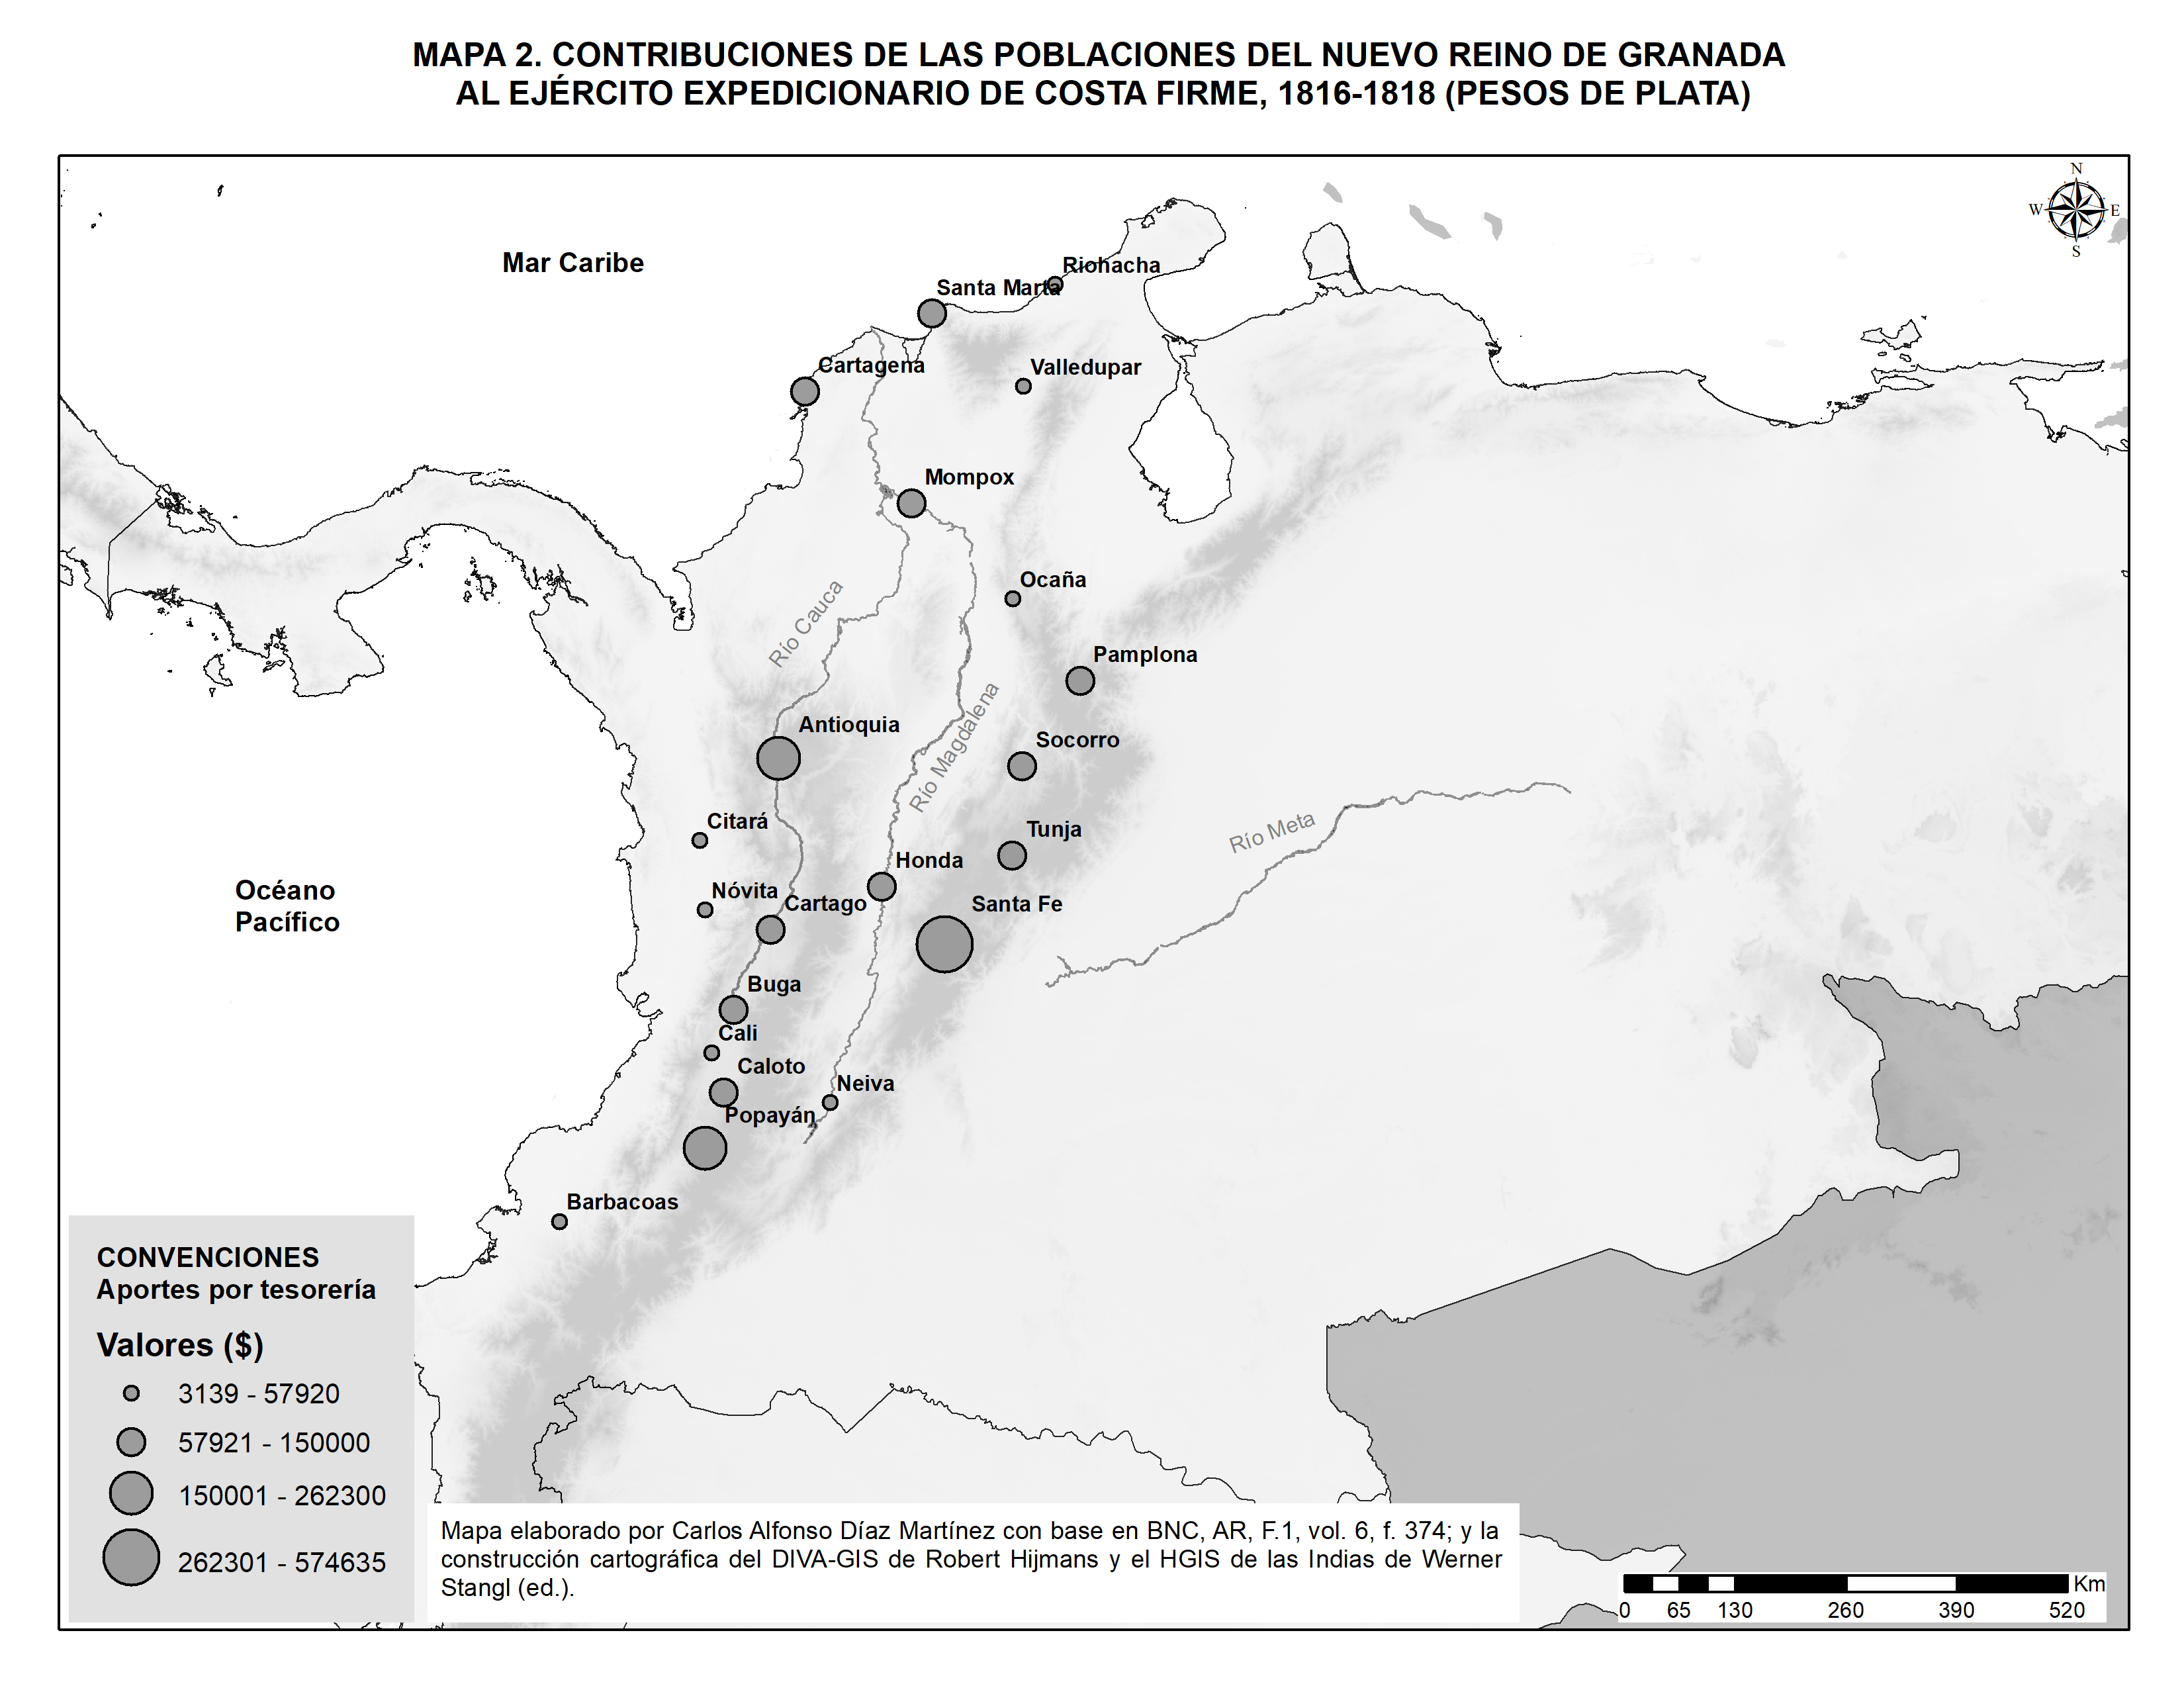 MAPA 2. CONTRIBUCIONES DE LAS POBLACIONES DEL NUEVO REINO DE GRANADA
AL EJÉRCITO EXPEDICIONARIO DE COSTA FIRME, 1816-1818 (PESOS DE PLATA)
N
W E
S
Mar Caribe
Riohacha
Santa Marta
Cartagena
Valledupar
Mompox
Ocaña
Río Cauca
Pamplona
Río Magdalena
Antioquia
Socorro
Citará
Tunja
Río Meta
Honda
Nóvita
Cartago
Santa Fe
Océano
Pacífico
Buga
Cali
Caloto
Neiva
Popayán
Barbacoas
CONVENCIONES
Aportes por tesorería
Valores ($)
3139 - 57920
57921 - 150000
150001 - 262300
262301 - 574635
Mapa elaborado por Carlos Alfonso Díaz Martínez con base en BNC, AR, F.1, vol. 6, f. 374; y la
construcción cartográfica del DIVA-GIS de Robert Hijmans y el HGIS de las Indias de Werner
Stangl (ed.).
Km
0 65 130 260 390 520